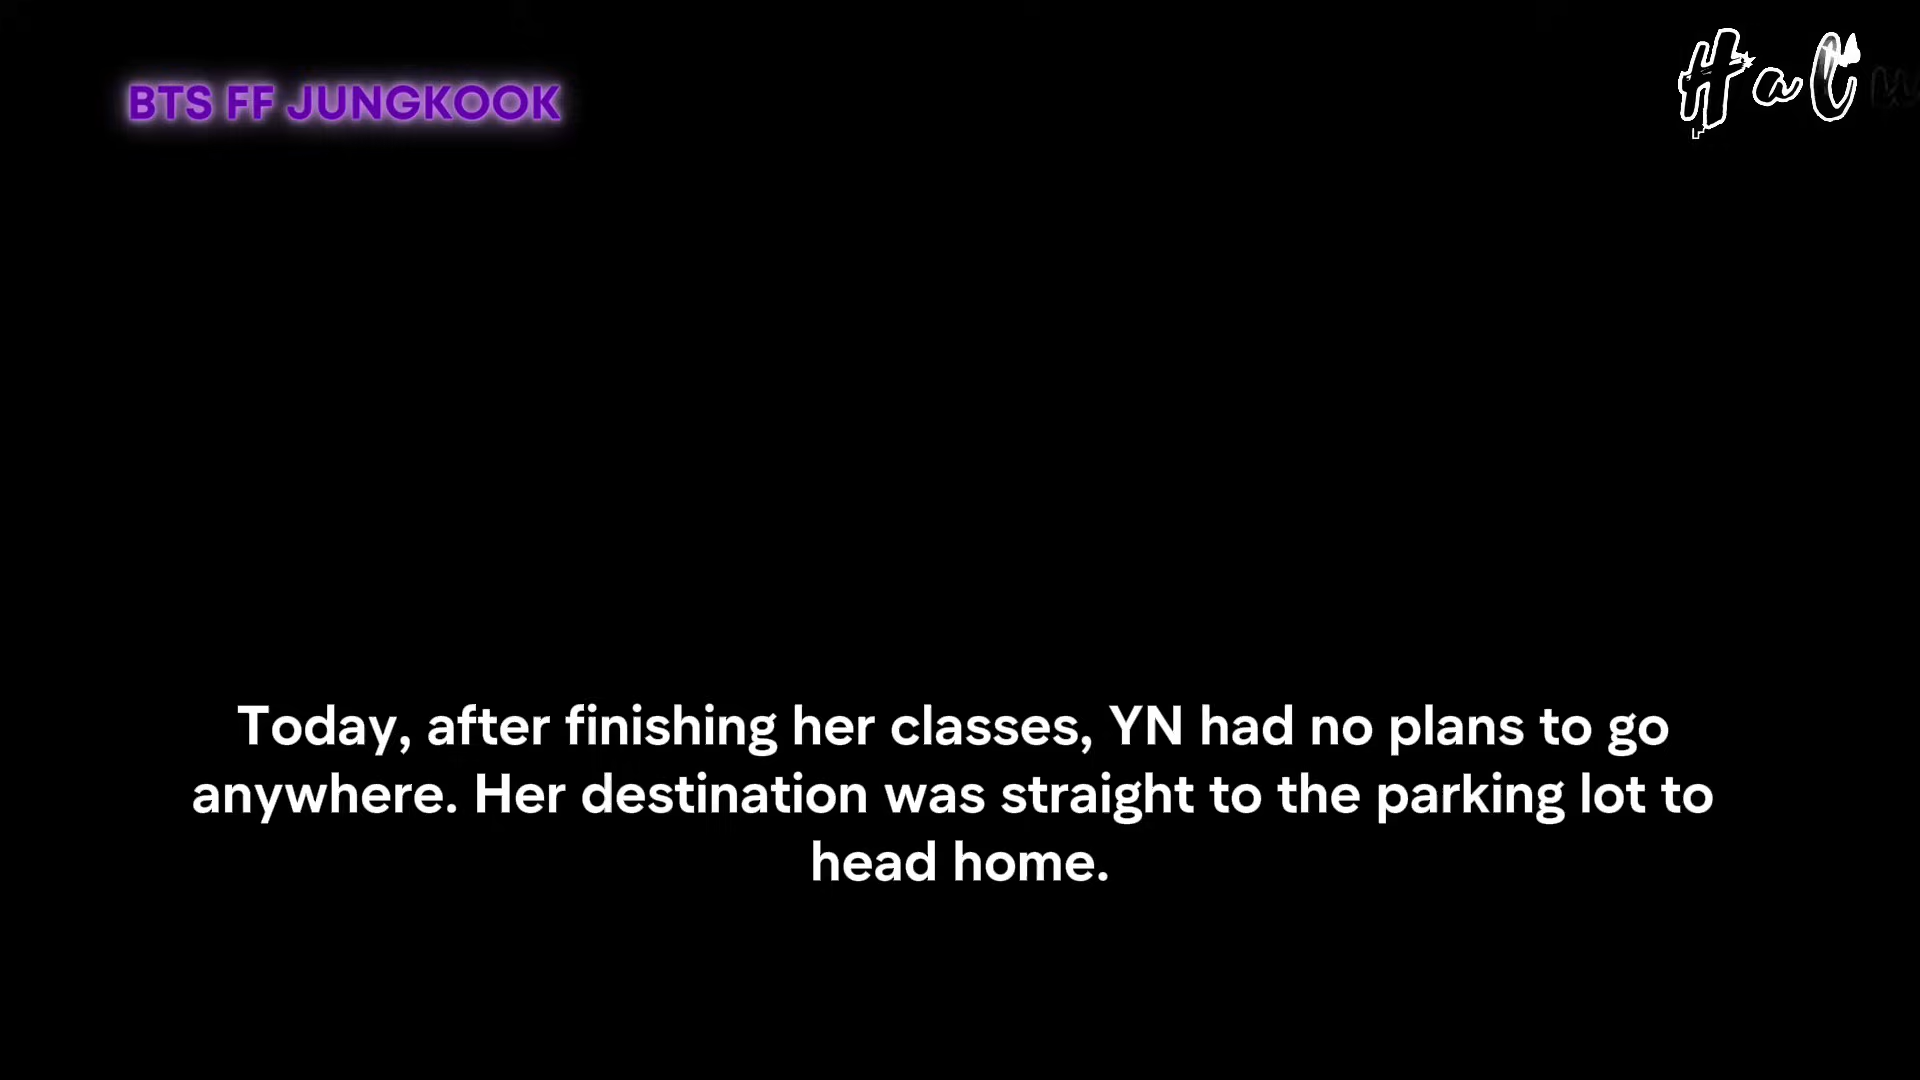 BTS FF JUNGKOOK
Today, after finishing her classes, YN had no plans to go
anywhere. Her destination was straight to the parking lot to
head home.